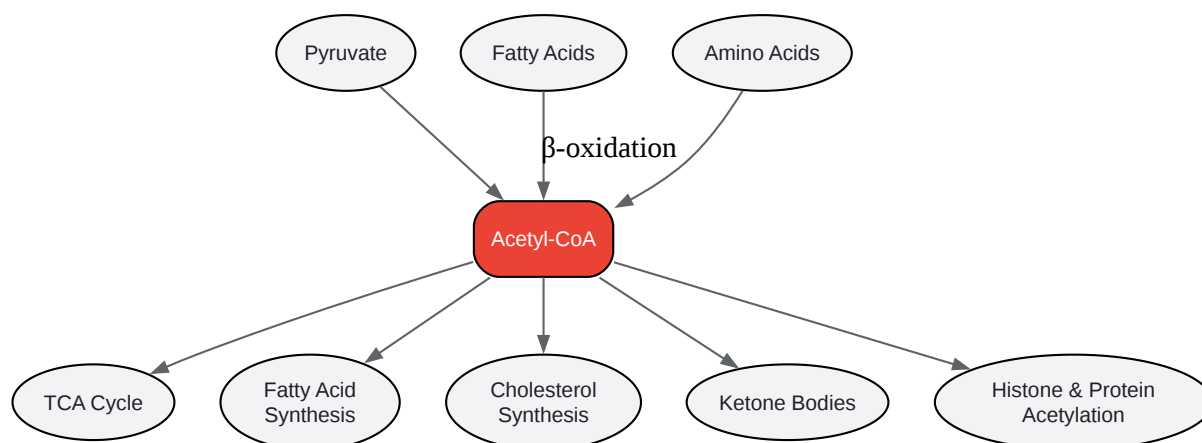 Pyruvate
Fatty Acids
Amino Acids
β-oxidation
Acetyl-CoA
TCA Cycle
Fatty Acid
Synthesis
Cholesterol
Synthesis
Ketone Bodies
Histone & Protein
Acetylation